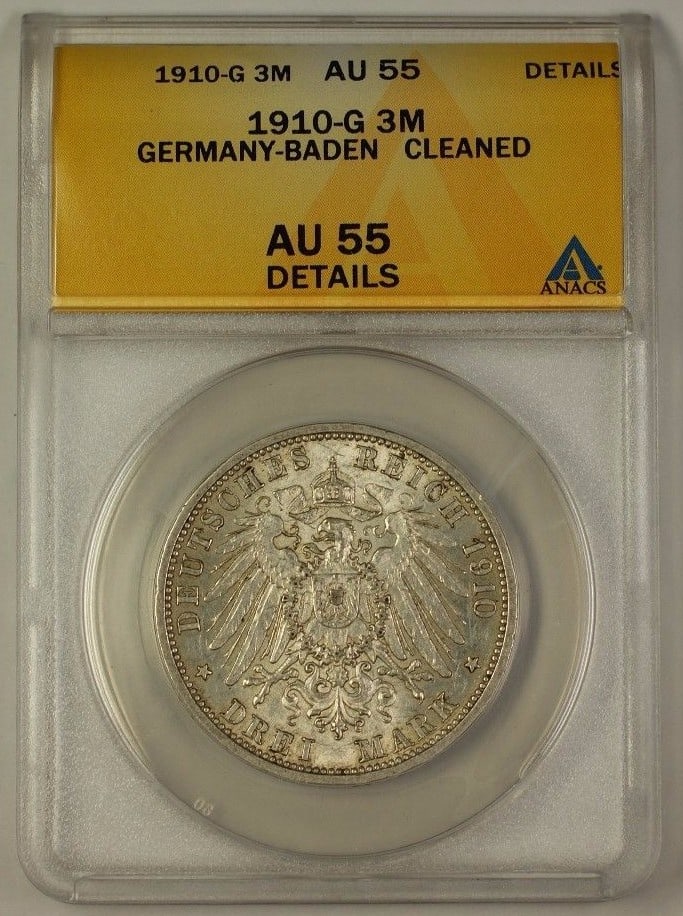 1910-G 3M AU 55 DETAILS
1910-G 3M
GERMANY-BADEN CLEANED
AU 55
DETAILS
ANACS
DEUTSCHES REICH 1910
DREI MARK